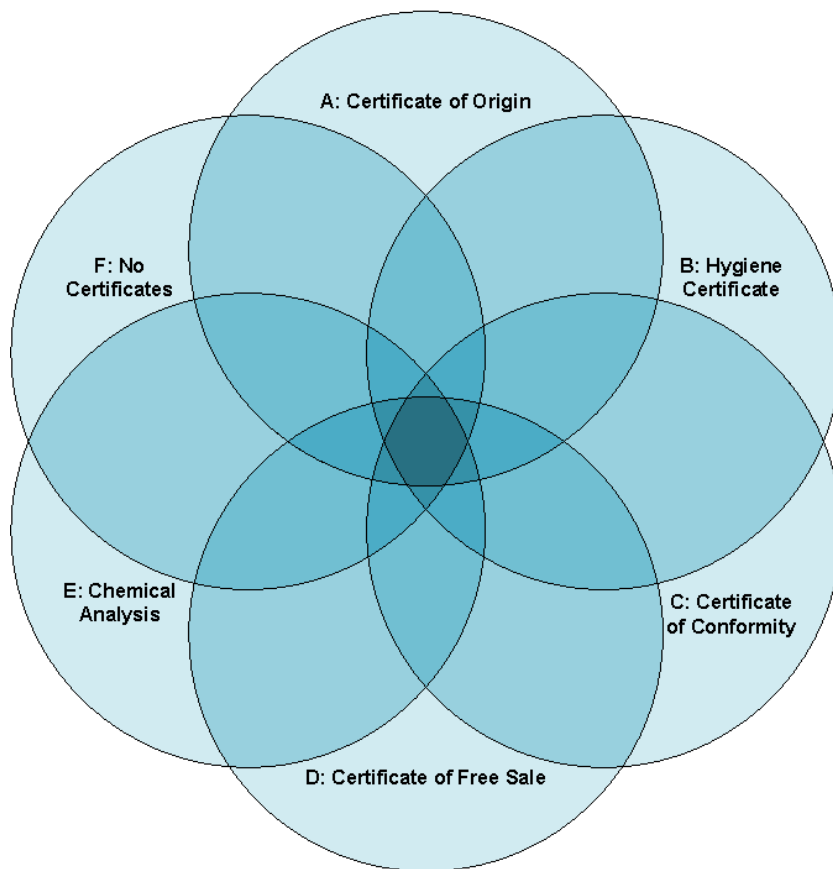 A: Certificate of Origin
F: No
Certificates
B: Hygiene
Certificate
E: Chemical
Analysis
C: Certificate
of Conformity
D: Certificate of Free Sale